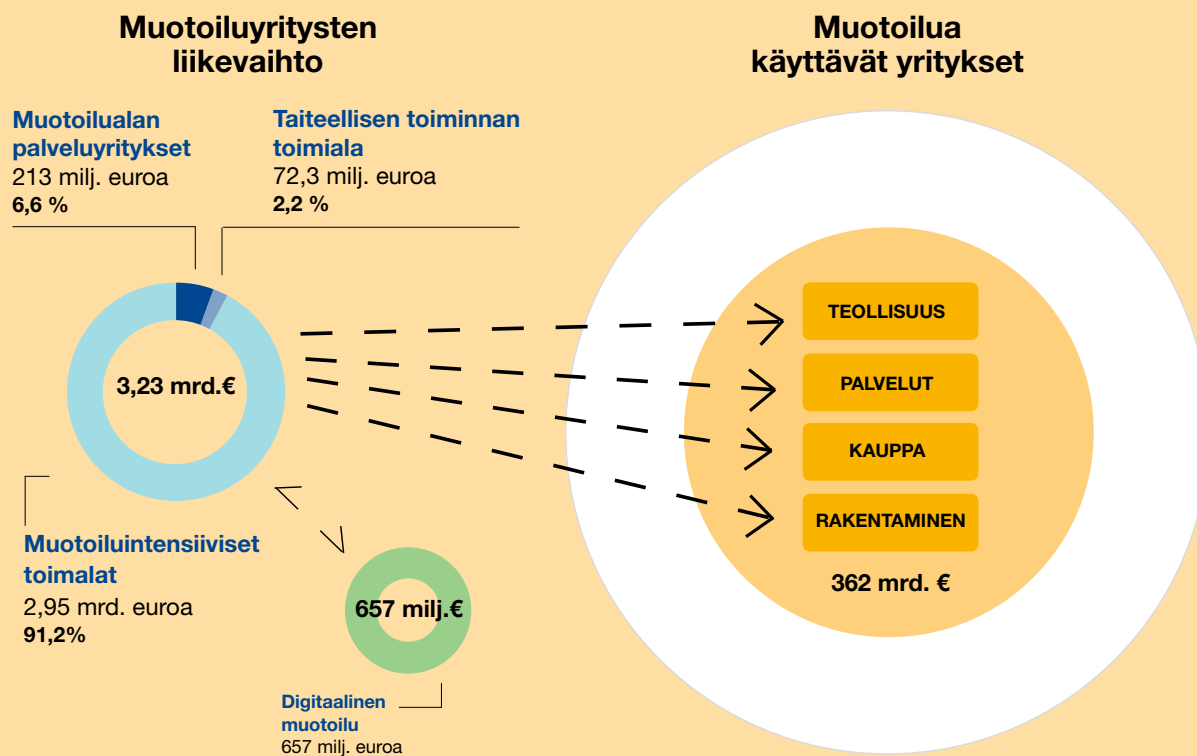 Muotoiluyritysten
liikevaihto
Muotoilualan
palveluyritykset
213 milj. euroa
6,6 %
Taiteellisen toiminnan
toimiala
72,3 milj. euroa
2,2 %
3,23 mrd.€
Muotoiluintensiiviset
toimalat
2,95 mrd. euroa
91,2%
657 milj.€
Digitaalinen
muotoilu
657 milj. euroa
Muotoilua
käyttävät yritykset
TEOLLISUUS
PALVELUT
KAUPPA
RAKENTAMINEN
362 mrd. €